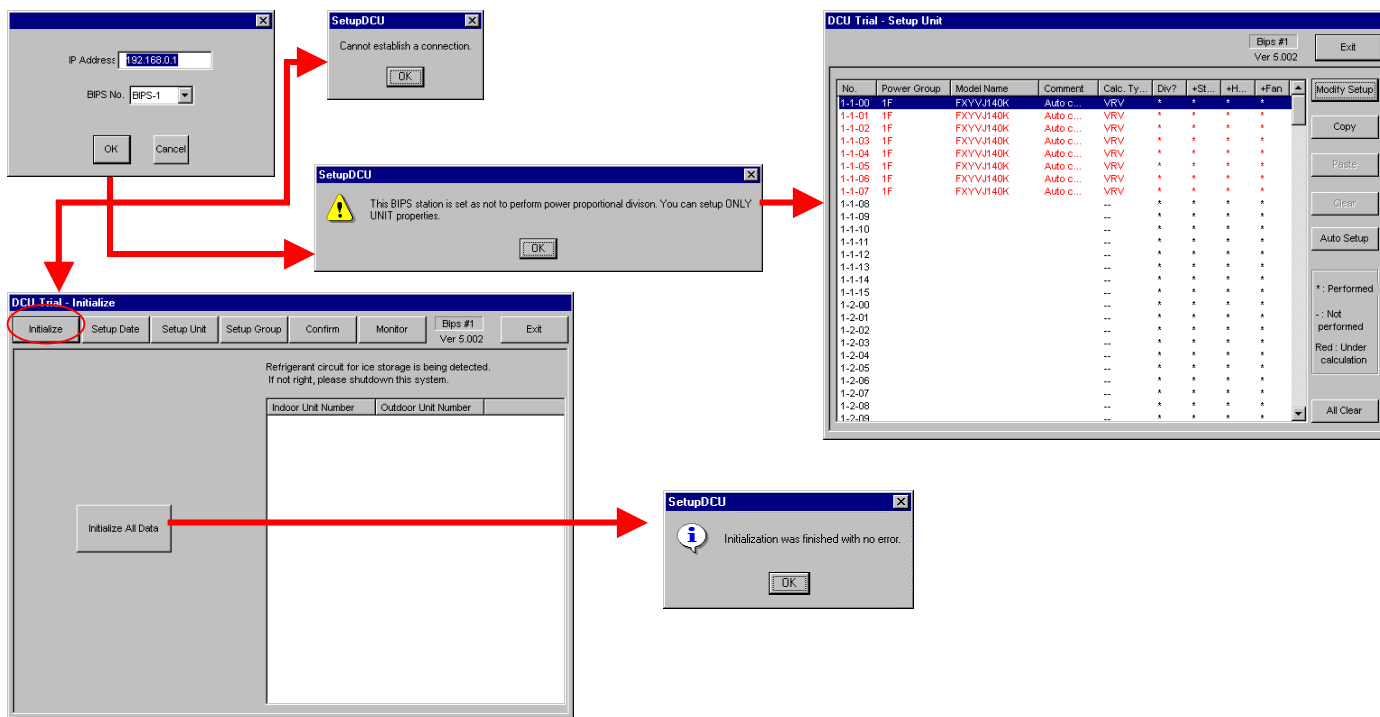 IP Address 192.168.0.1
BIPS No. BIPS-1
OK Cancel
SetupDCU
Cannot establish a connection.
OK
SetupDCU
This BIPS station is set as not to perform power proportional divison. You can setup ONLY
UNIT properties.
OK
DCU Trial - Setup Unit
Bips #1
Ver 5.002
Exit
No. Power Group Model Name Comment Calc. Ty... Div? +St... +H... +Fan
1-1-00 1F FXYVJ140K Auto c... VRV * * * *
1-1-01 1F FXYVJ140K Auto c... VRV * * * *
1-1-02 1F FXYVJ140K Auto c... VRV * * * *
1-1-03 1F FXYVJ140K Auto c... VRV * * * *
1-1-04 1F FXYVJ140K Auto c... VRV * * * *
1-1-05 1F FXYVJ140K Auto c... VRV * * * *
1-1-06 1F FXYVJ140K Auto c... VRV * * * *
1-1-07 1F FXYVJ140K Auto c... VRV * * * *
1-1-08 -- * * * *
1-1-09 -- * * * *
1-1-10 -- * * * *
1-1-11 -- * * * *
1-1-12 -- * * * *
1-1-13 -- * * * *
1-1-14 -- * * * *
1-1-15 -- * * * *
1-2-00 -- * * * *
1-2-01 -- * * * *
1-2-02 -- * * * *
1-2-03 -- * * * *
1-2-04 -- * * * *
1-2-05 -- * * * *
1-2-06 -- * * * *
1-2-07 -- * * * *
1-2-08 -- * * * *
1-2-09 -- * * * *
Modify Setup
Copy
Paste
Clear
Auto Setup
* : Performed
- : Not
performed
Red : Under
calculation
All Clear
DCU Trial - Initialize
Initialize Setup Date Setup Unit Setup Group Confirm Monitor Bips #1 Exit
Ver 5.002
Refrigerant circuit for ice storage is being detected.
If not right, please shutdown this system.
Indoor Unit Number Outdoor Unit Number
Initialize All Data
SetupDCU
Initialization was finished with no error.
OK